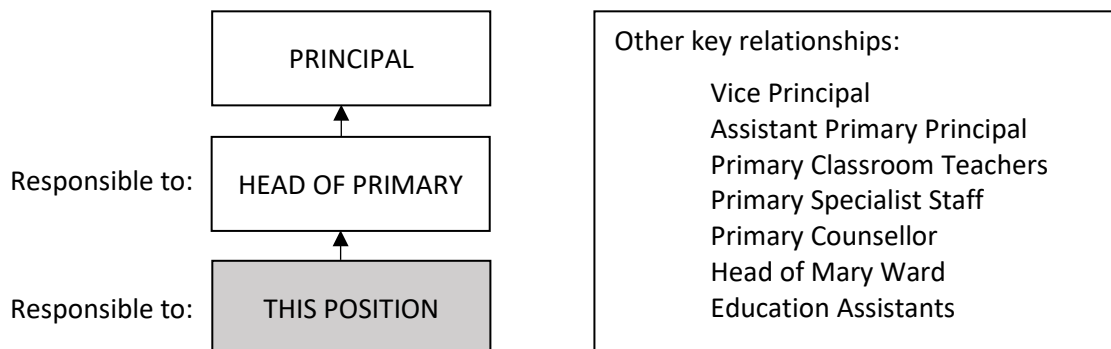 PRINCIPAL
Responsible to: HEAD OF PRIMARY
Responsible to: THIS POSITION
Other key relationships:
Vice Principal
Assistant Primary Principal
Primary Classroom Teachers
Primary Specialist Staff
Primary Counsellor
Head of Mary Ward
Education Assistants